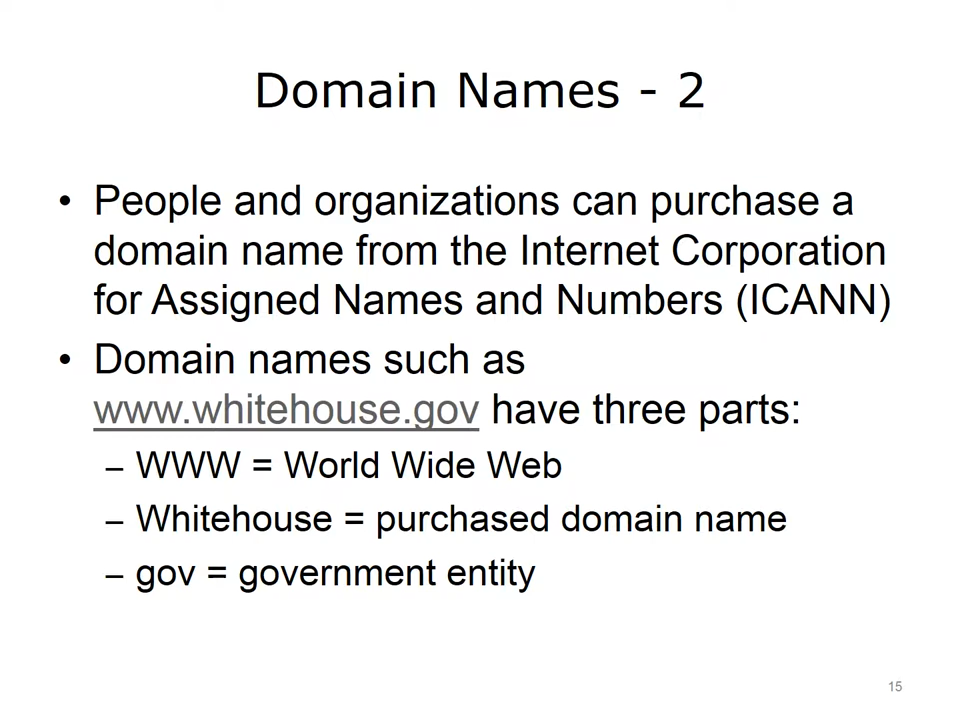 Domain Names - 2
• People and organizations can purchase a
domain name from the Internet Corporation
for Assigned Names and Numbers (ICANN)
• Domain names such as
www.whitehouse.gov have three parts:
– WWW = World Wide Web
– Whitehouse = purchased domain name
– gov = government entity
15